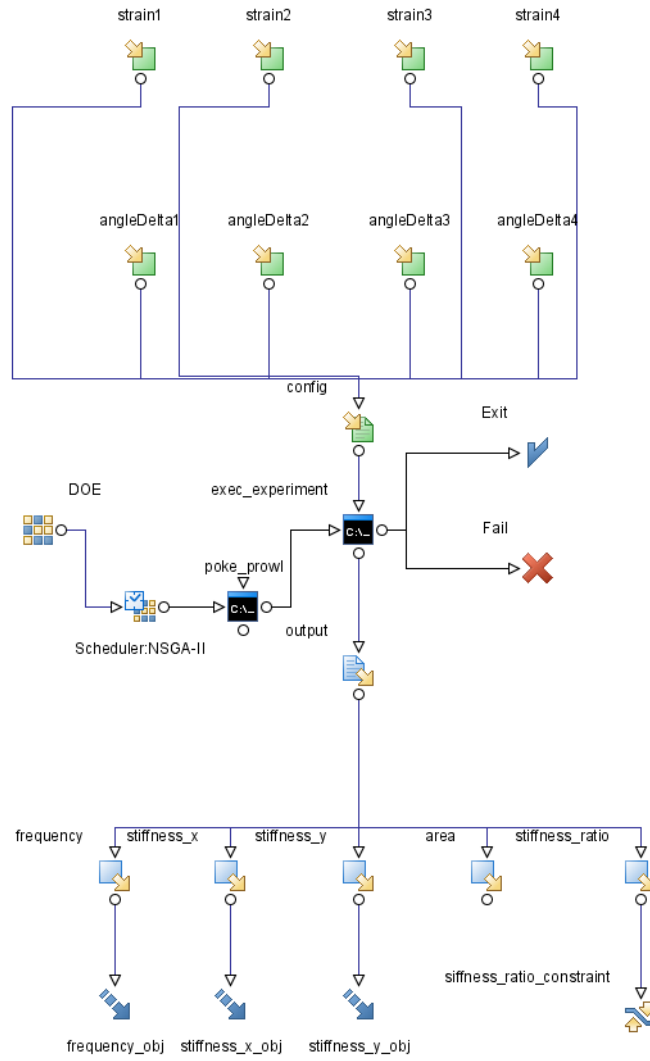 strain1
strain2
strain3
strain4
angleDelta1
angleDelta2
angleDelta3
angleDelta4
config
Exit
DOE
exec_experiment
C:\_
Fail
poke_prowl
C:\_
output
Scheduler:NSGA-II
frequency
stiffness_x
stiffness_y
area
stiffness_ratio
siffness_ratio_constraint
frequency_obj
stiffness_x_obj
stiffness_y_obj